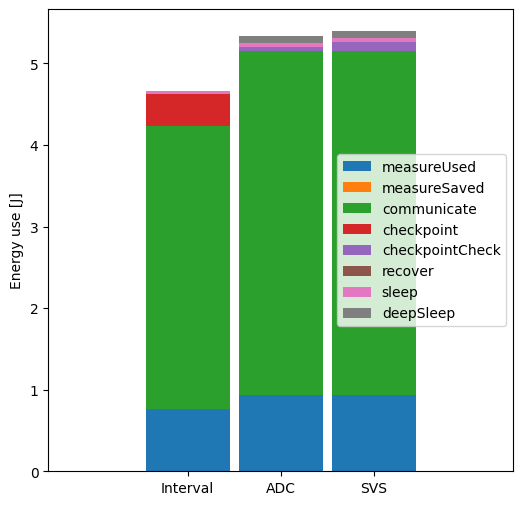 5
4
3
2
1
0
Energy use [J]
measureUsed
measureSaved
communicate
checkpoint
checkpointCheck
recover
sleep
deepSleep
Interval ADC SVS